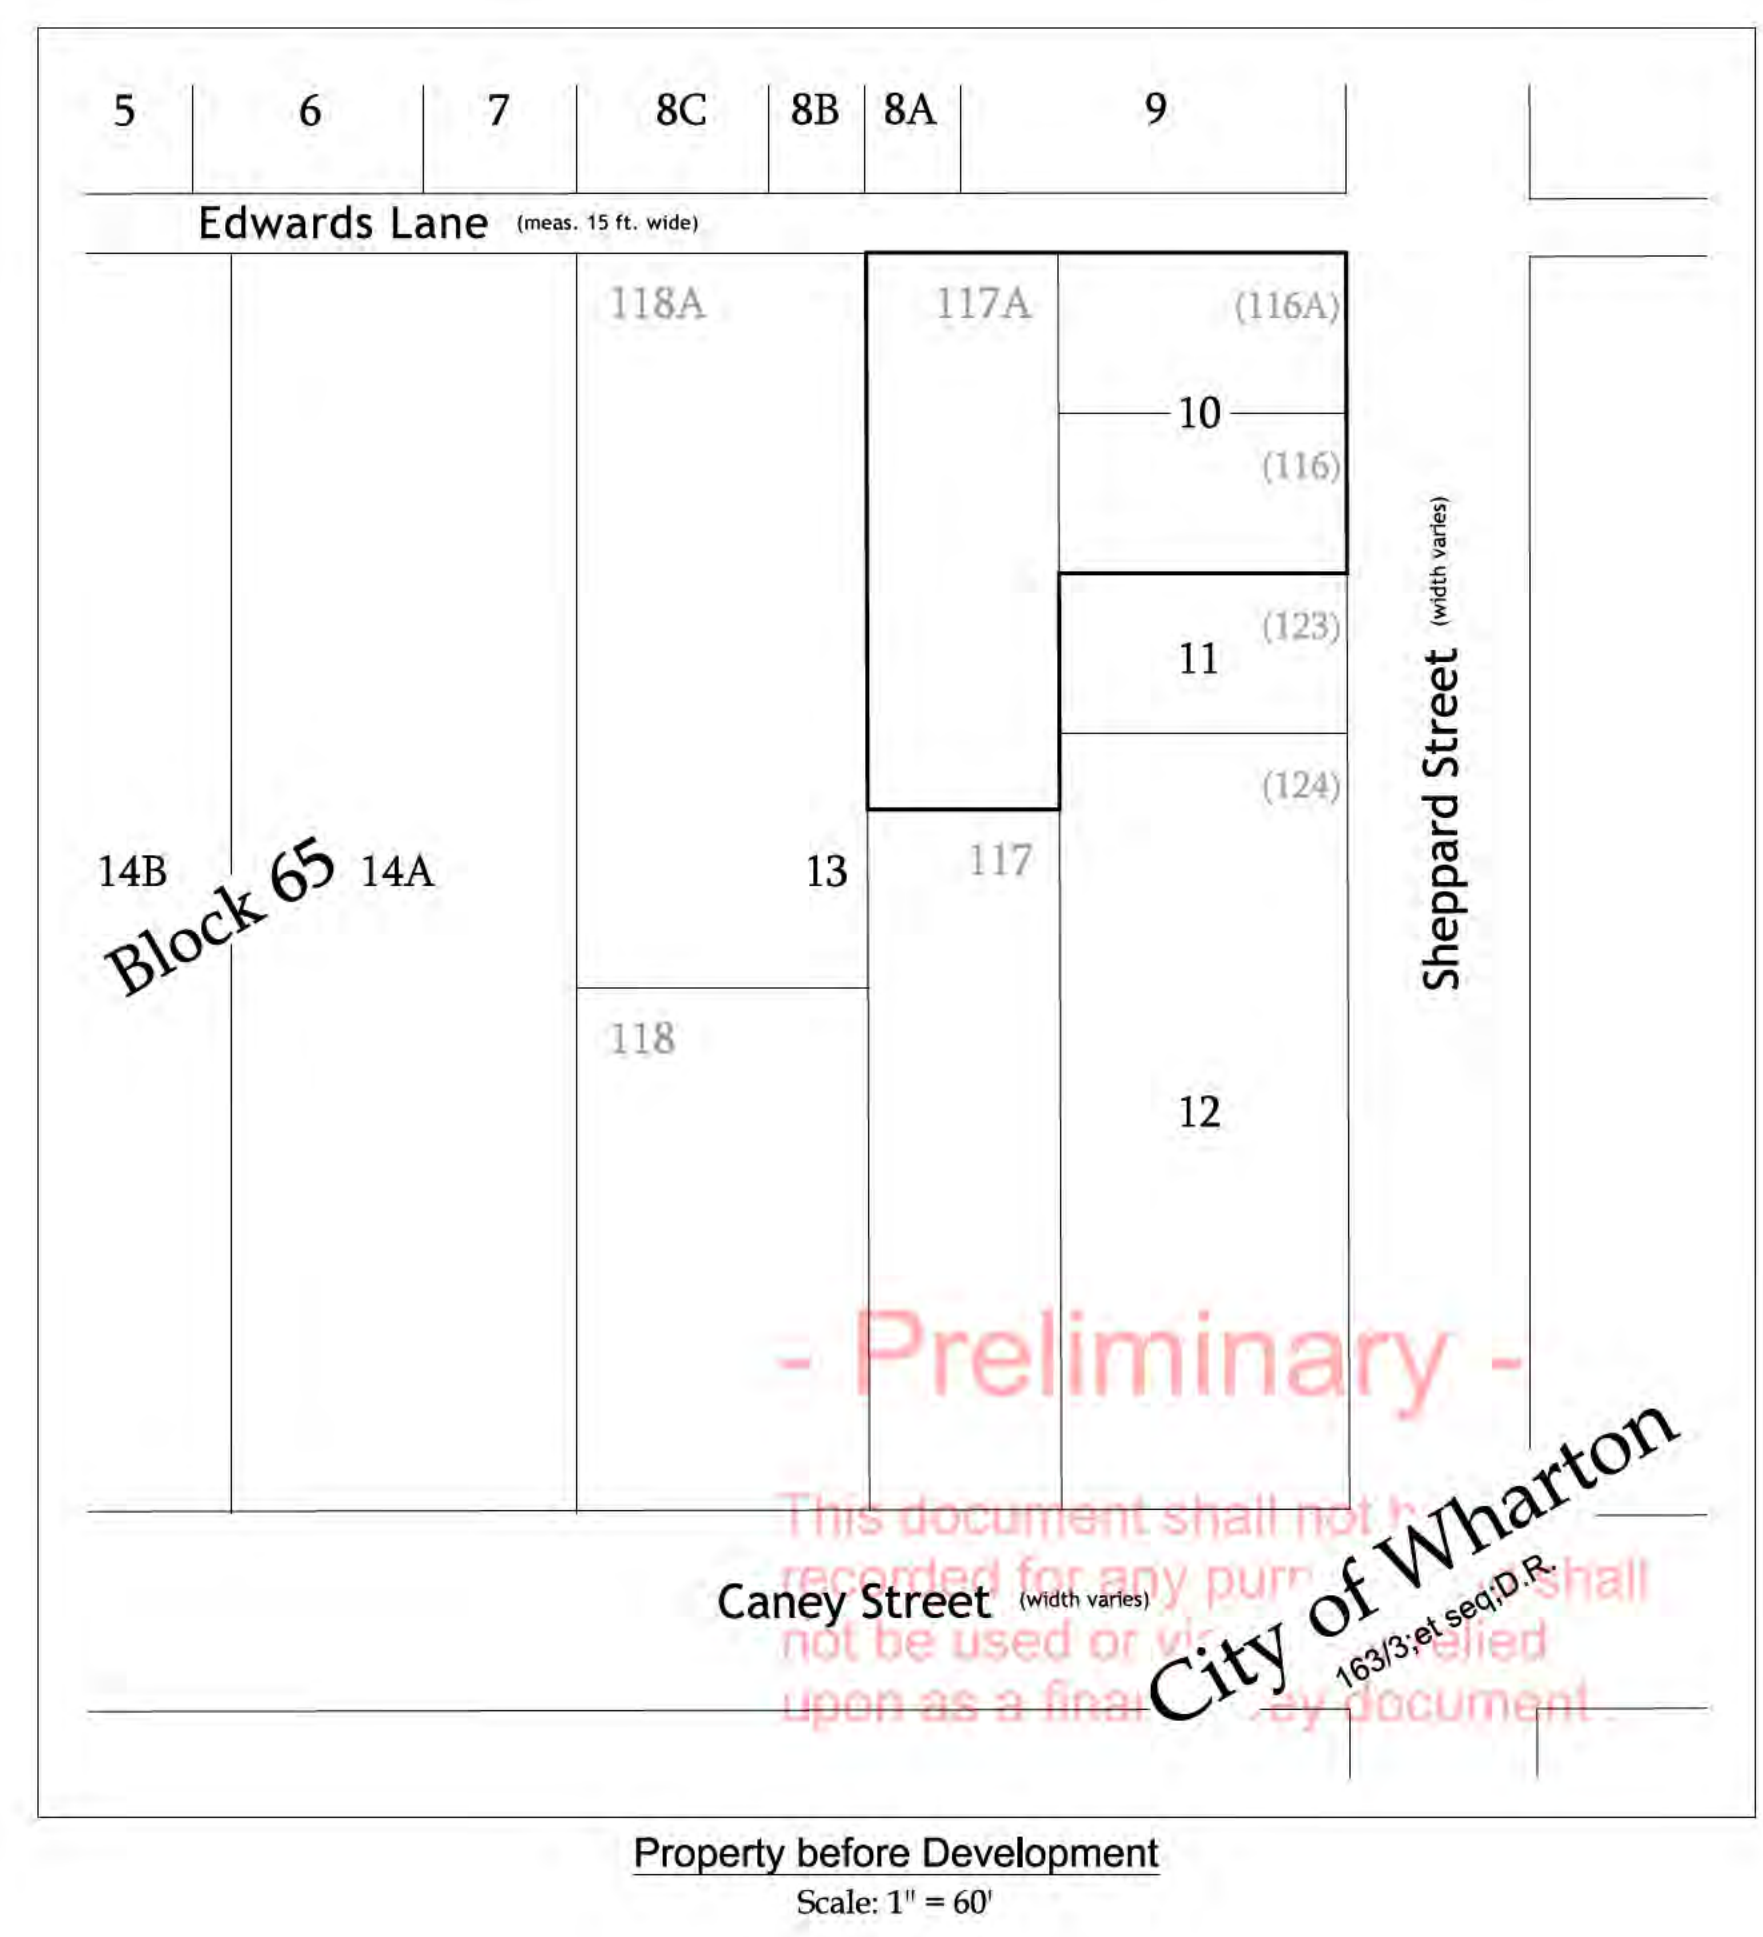 5 6 7 8C 8B 8A 9
Edwards Lane (meas. 15 ft. wide)
118A 117A (116A)
10
(116)
(123)
11
(124)
Sheppard Street (width varies)
14B 14A 13 117
Block 65
118
12
- Preliminary -
This document shall not
recorded for any shall
not be used or
upon as a document
Caney Street (width varies)
City of Wharton
163/3;et seq;D.R.
Property before Development
Scale: 1" = 60'